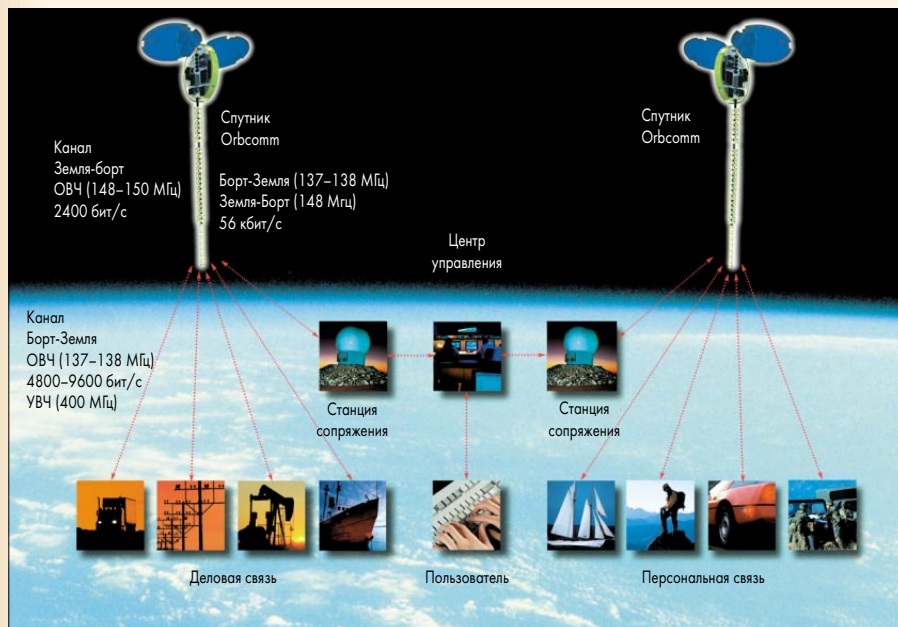 Спутник
Orbcomm
Канал
Земля-борт
ОВЧ (148–150 МГц)
2400 бит/с
Борт-Земля (137–138 МГц)
Земля-Борт (148 Мгц)
56 кбит/с
Спутник
Orbcomm
Центр
управления
Канал
Борт-Земля
ОВЧ (137–138 МГц)
4800–9600 бит/с
УВЧ (400 МГц)
Станция
сопряжения
Станция
сопряжения
Деловая связь
Пользователь
Персональная связь